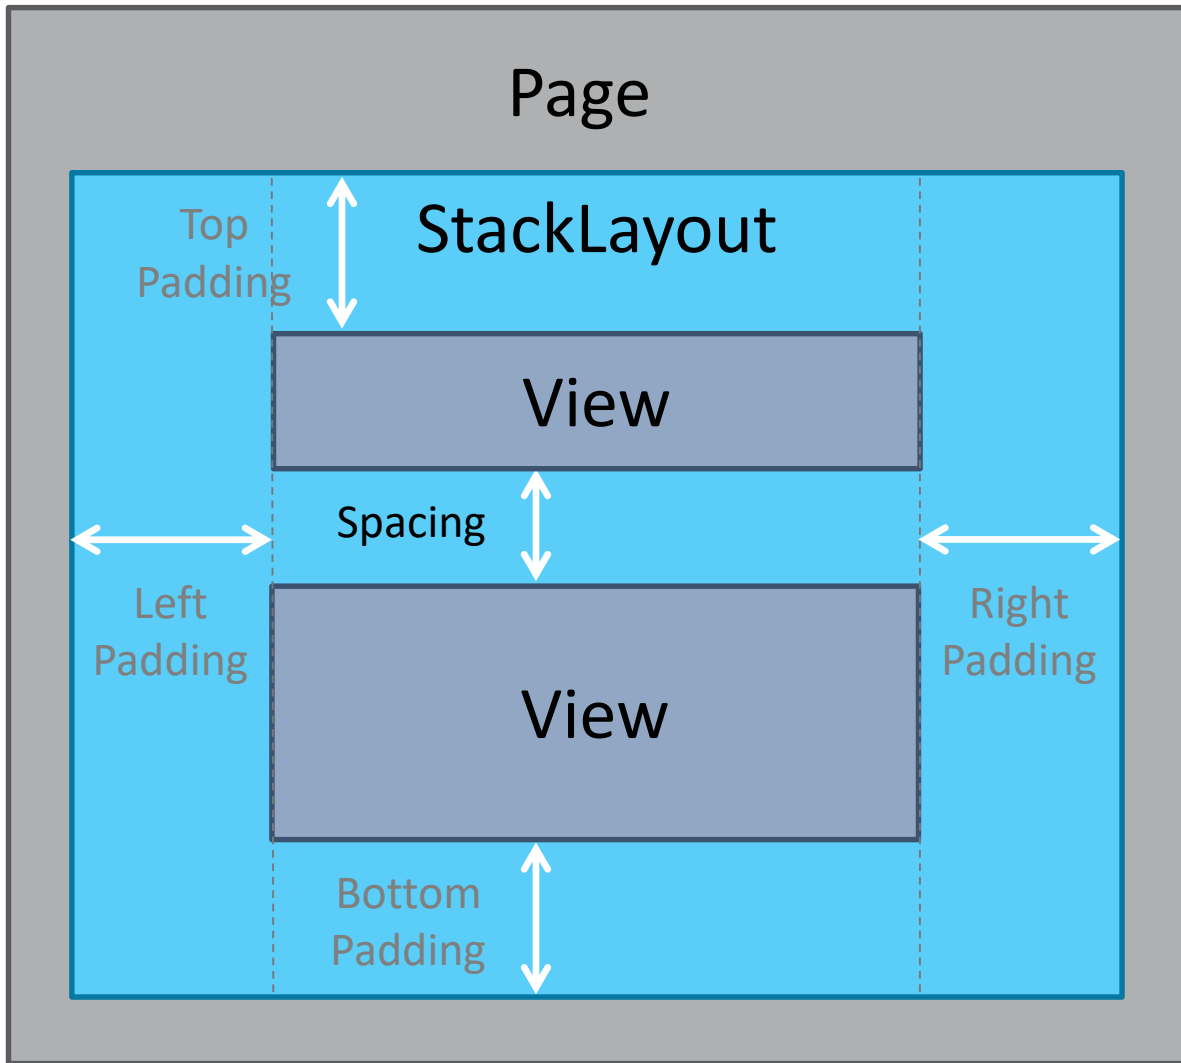 Page
StackLayout
Top
Padding
View
Spacing
Left
Padding
Right
Padding
View
Bottom
Padding